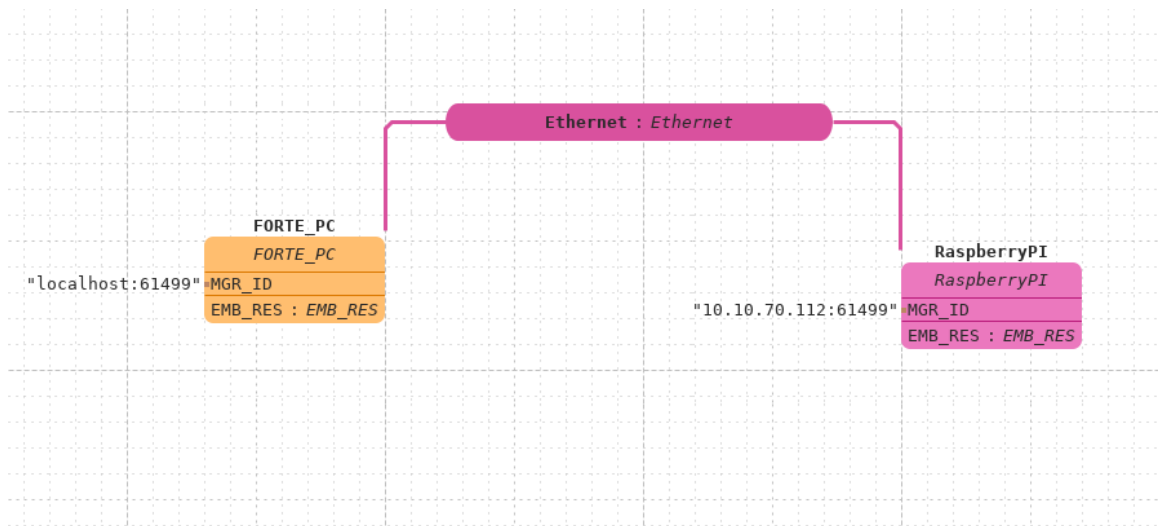 Ethernet : Ethernet
FORTE_PC
FORTE_PC
"localhost:61499" MGR_ID
EMB_RES : EMB_RES
RaspberryPI
RaspberryPI
"10.10.70.112:61499" MGR_ID
EMB_RES : EMB_RES